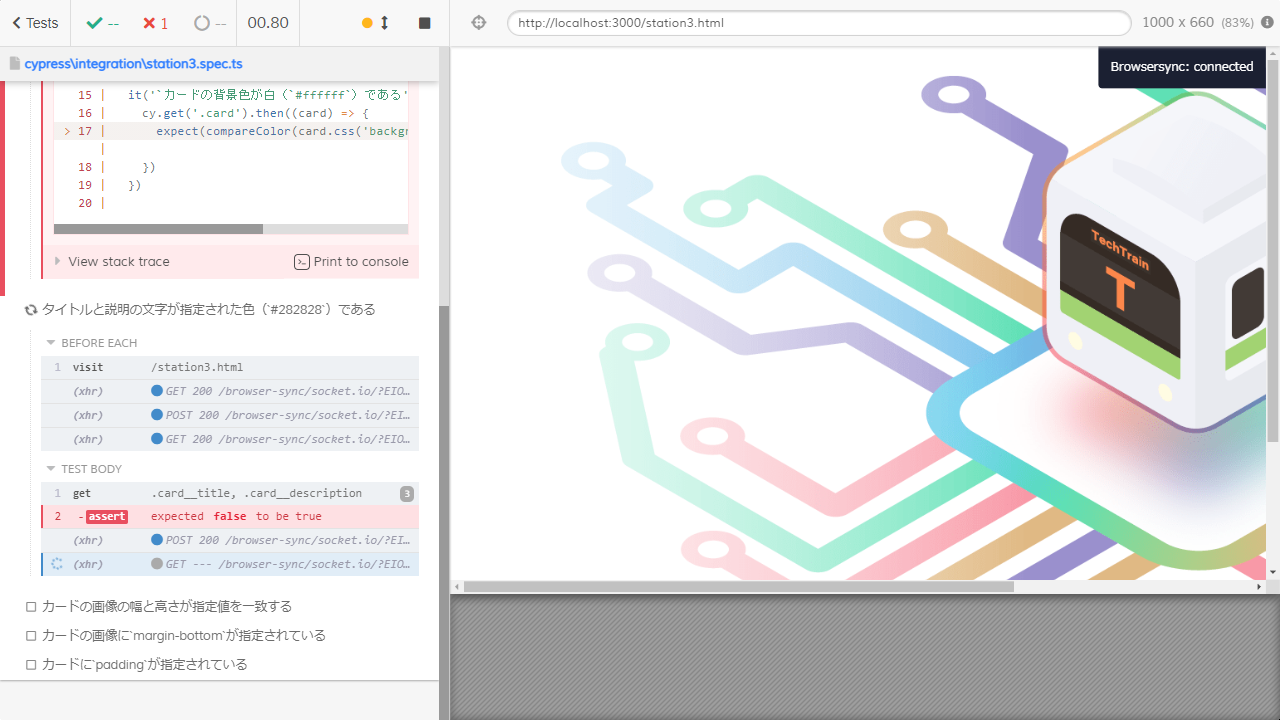 Tests
--
1
--
00.80
http://localhost:3000/station3.html
1000 x 660 (83%)
cypress\integration\station3.spec.ts
Browsersync: connected
15 | it('`カードの背景色が白（`#ffffff`）である'
16 | cy.get('.card').then((card) => {
> 17 | expect(compareColor(card.css('backgr
|
18 | })
19 | })
20 |
View stack trace
Print to console
タイトルと説明の文字が指定された色（`#282828`）である
BEFORE EACH
1 visit /station3.html
(xhr) GET 200 /browser-sync/socket.io/?EIO…
(xhr) POST 200 /browser-sync/socket.io/?EIO…
(xhr) GET 200 /browser-sync/socket.io/?EIO…
TEST BODY
1 get .card__title, .card__description 3
2 -assert expected false to be true
(xhr) POST 200 /browser-sync/socket.io/?EI…
(xhr) GET --- /browser-sync/socket.io/?EIO…
カードの画像の幅と高さが指定値を一致する
カードの画像に`margin-bottom`が指定されている
カードに`padding`が指定されている
TechTrain
T